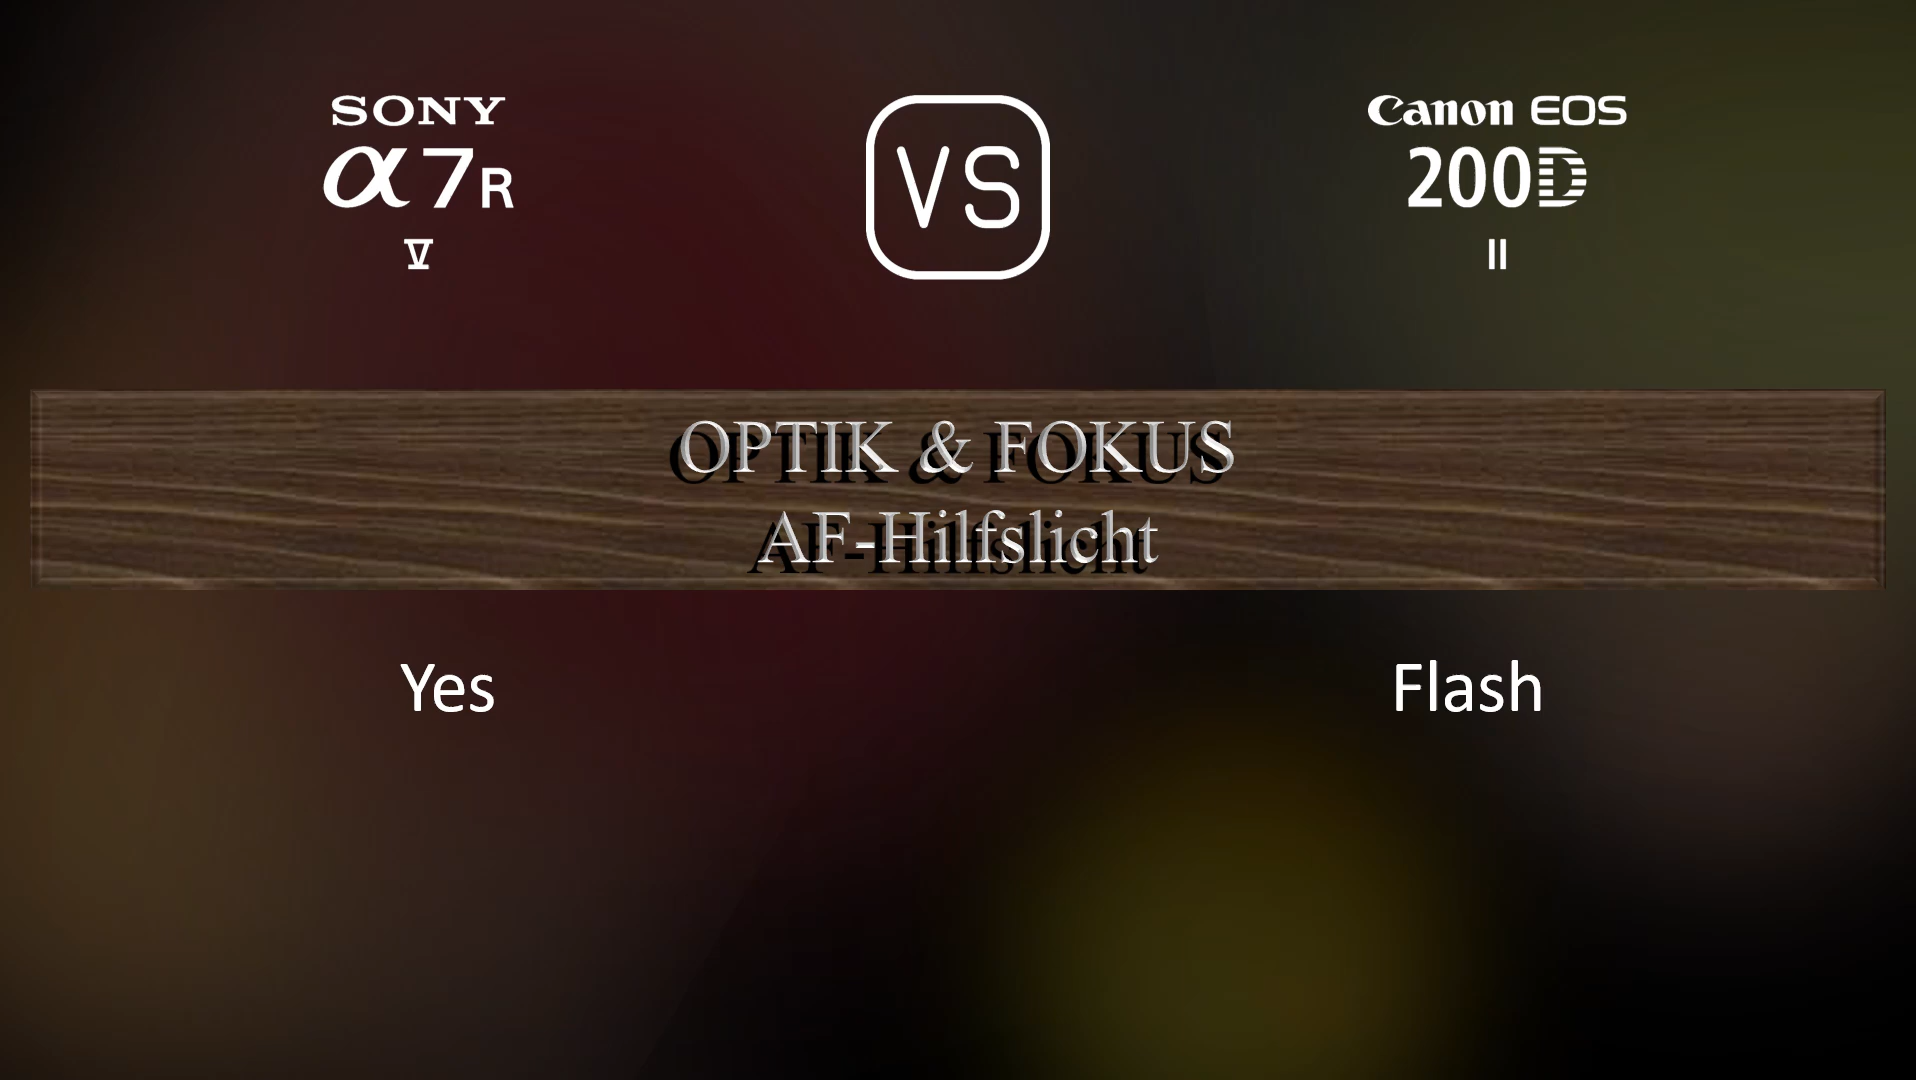 SONY
α7R
V
VS
Canon EOS
200D
II
OPTIK & FOKUS
AF-Hilfslicht
Yes
Flash